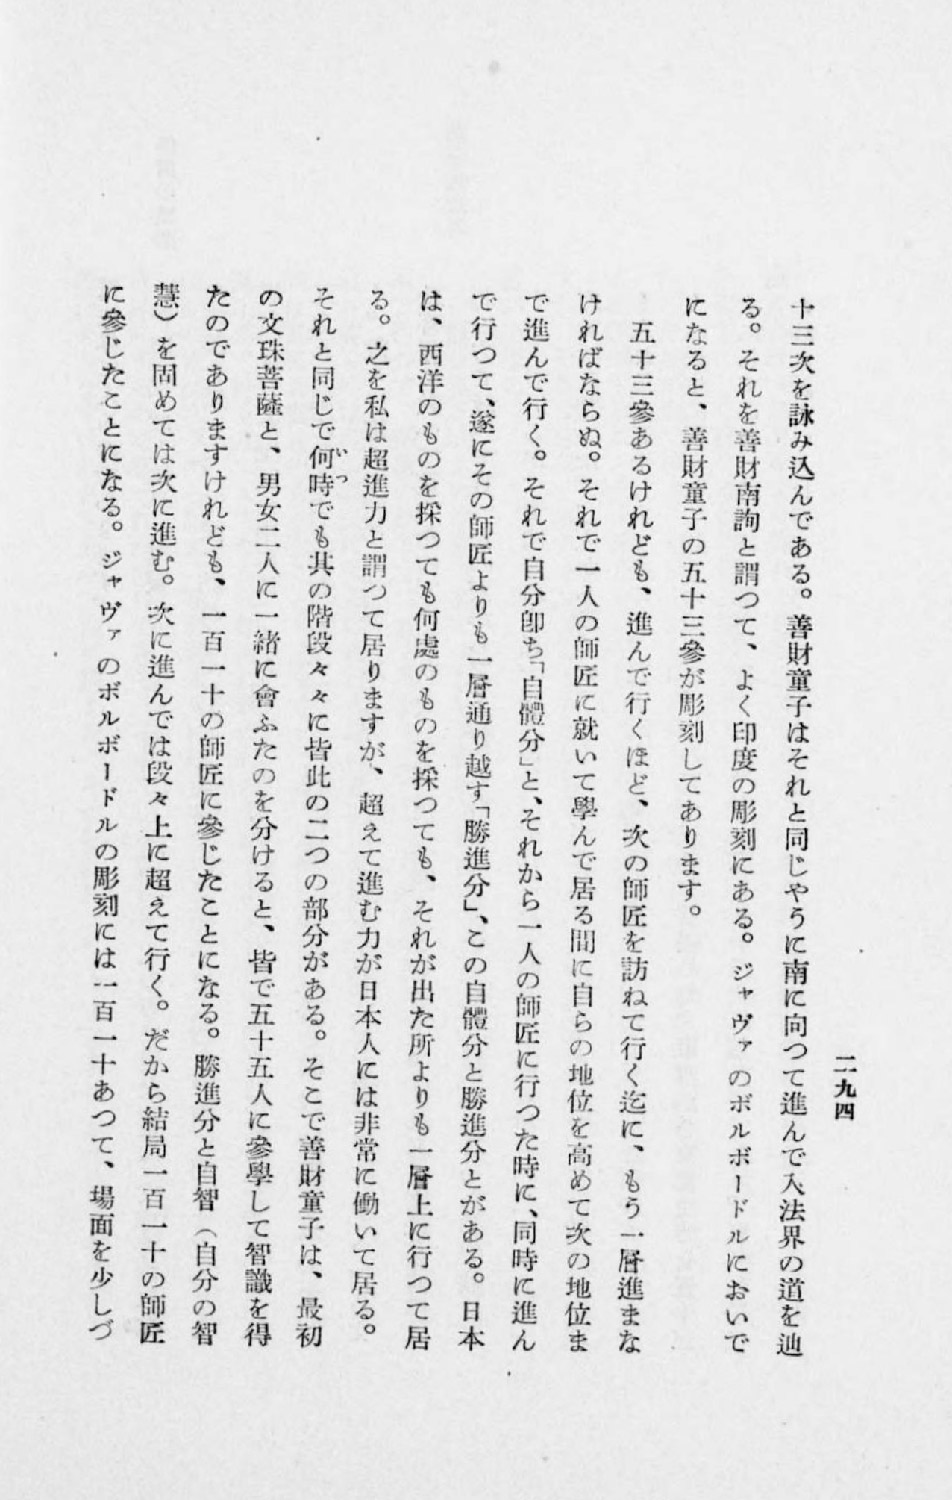 二九四
十三次を詠み込んである。善財童子はそれと同じやうに南に向つて進んで入法界の道を辿
る。それを善財南詢と謂つて、よく印度の彫刻にある。ジャヴァのボルボードルにおいで
になると、善財童子の五十三參が彫刻してあります。
五十三參あるけれども、進んで行くほど、次の師匠を訪ねて行く迄に、もう一層進まな
ければならぬ。それで一人の師匠に就いて學んで居る間に自らの地位を高めて次の地位ま
で進んで行く。それで自分卽ち「自體分」と、それから一人の師匠に行つた時に、同時に進ん
で行つて、遂にその師匠よりも一層通り越す「勝進分」、この自體分と勝進分とがある。日本
は、西洋のものを採つても何處のものを採つても、それが出た所よりも一層上に行つて居
る。之を私は超進力と謂つて居りますが、超えて進む力が日本人には非常に働いて居る。
それと同じで何時いつでも其の階段々々に皆此の二つの部分がある。そこで善財童子は、最初
の文珠菩薩と、男女二人に一緒に會ふたのを分けると、皆で五十五人に參學して智識を得
たのでありますけれども、一百一十の師匠に參じたことになる。勝進分と自智（自分の智
慧）を固めては次に進む。次に進んでは段々上に超えて行く。だから結局一百一十の師匠
に參じたことになる。ジャヴァのボルボードルの彫刻には一百一十あつて、場面を少しづ